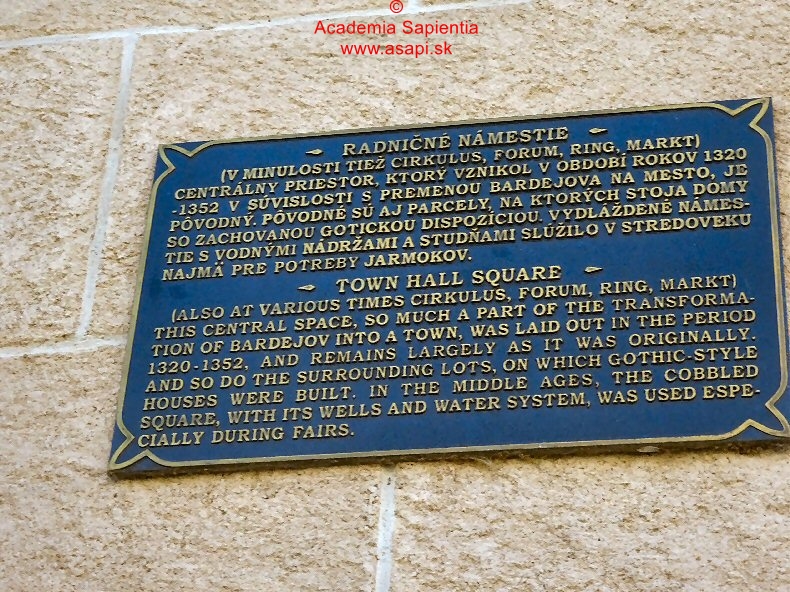 ©
Academia Sapientia
www.asapi.sk
RADNIČNÉ NÁMESTIE
(V MINULOSTI TIEŽ CIRKULUS, FORUM, RING, MARKT)
CENTRÁLNY PRIESTOR, KTORÝ VZNIKOL V OBDOBÍ ROKOV 1320
-1352 V SÚVISLOSTI S PREMENOU BARDEJOVA NA MESTO, JE
PÔVODNÝ. PÔVODNÉ SÚ AJ PARCELY, NA KTORÝCH STOJA DOMY
SO ZACHOVANOU GOTICKOU DISPOZÍCIOU. VYDLÁŽDENÉ NÁMES-
TIE S VODNÝMI NÁDRŽAMI A STUDŇAMI SLÚŽILO V STREDOVEKU
NAJMÄ PRE POTREBY JARMOKOV.
TOWN HALL SQUARE
(ALSO AT VARIOUS TIMES CIRKULUS, FORUM, RING, MARKT)
THIS CENTRAL SPACE, SO MUCH A PART OF THE TRANSFORMA-
TION OF BARDEJOV INTO A TOWN, WAS LAID OUT IN THE PERIOD
1320-1352, AND REMAINS LARGELY AS IT WAS ORIGINALLY.
AND SO DO THE SURROUNDING LOTS, ON WHICH GOTHIC-STYLE
HOUSES WERE BUILT. IN THE MIDDLE AGES, THE COBBLED
SQUARE, WITH ITS WELLS AND WATER SYSTEM, WAS USED ESPE-
CIALLY DURING FAIRS.